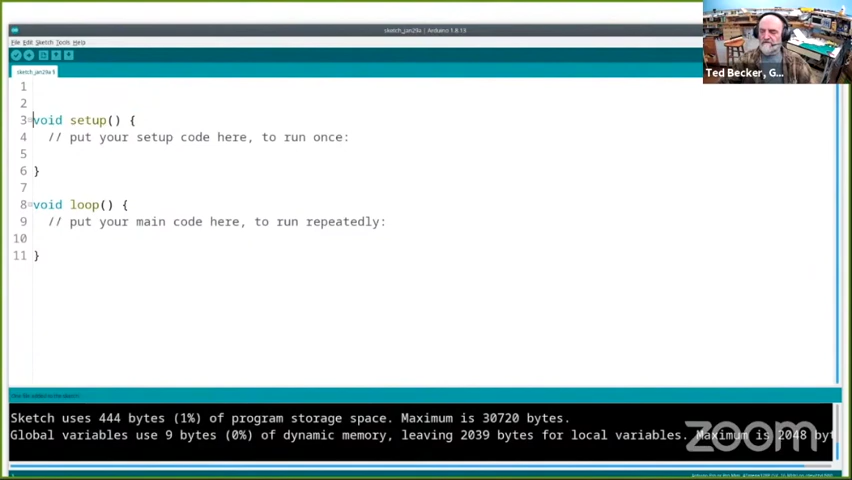 sketch_jan29a | Arduino 1.8.13
File Edit Sketch Tools Help
sketch_jan29a §
Ted Becker, G...
1
2
3 void setup() {
4 // put your setup code here, to run once:
5
6 }
7
8 void loop() {
9 // put your main code here, to run repeatedly:
10
11 }
Sketch uses 444 bytes (1%) of program storage space. Maximum is 30720 bytes.
Global variables use 9 bytes (0%) of dynamic memory, leaving 2039 bytes for local variables. Maximum is 2048 byt
zoom